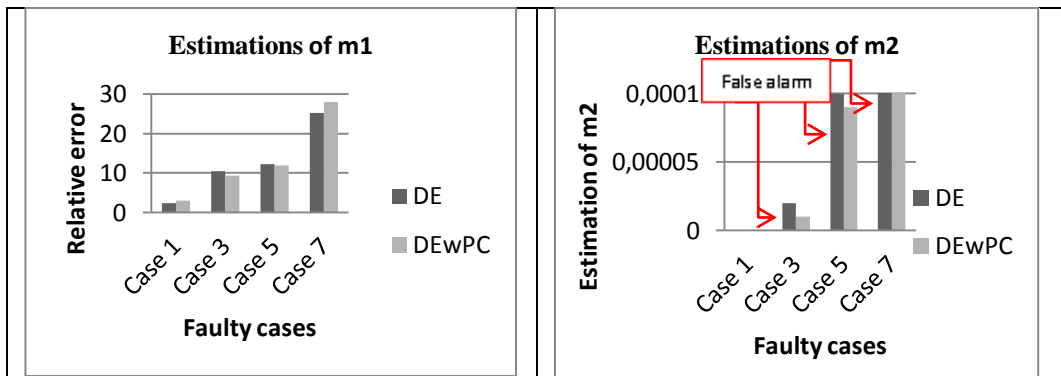 Estimations of m1
Relative error
30
20
10
0
Case 1
Case 3
Case 5
Case 7
DE
DEwPC
Faulty cases
Estimations of m2
False alarm
Estimation of m2
0,0001
0,00005
0
Case 1
Case 3
Case 5
Case 7
DE
DEwPC
Faulty cases